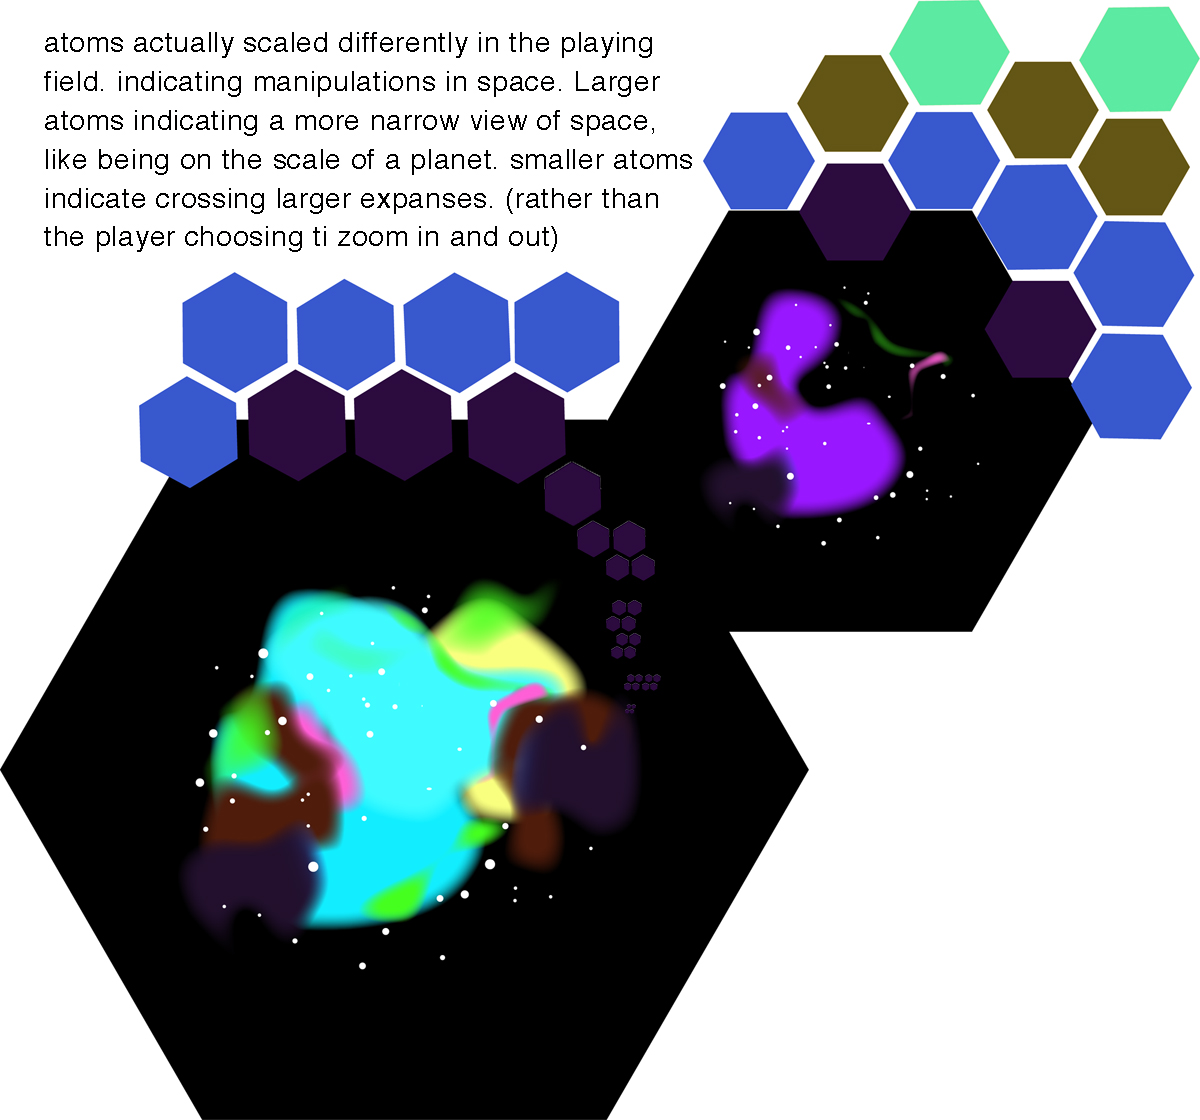 atoms actually scaled differently in the playing
field. indicating manipulations in space. Larger
atoms indicating a more narrow view of space,
like being on the scale of a planet. smaller atoms
indicate crossing larger expanses. (rather than
the player choosing ti zoom in and out)